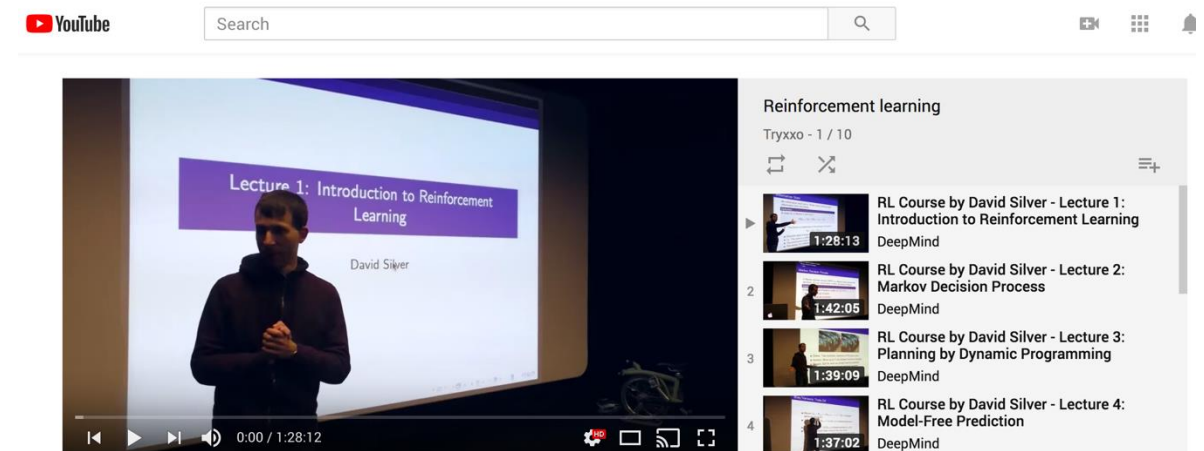 YouTube
Search
Lecture 1: Introduction to Reinforcement
Learning
David Silver
0:00 / 1:28:12
HD
Reinforcement learning
Tryxxo - 1 / 10
RL Course by David Silver - Lecture 1:
Introduction to Reinforcement Learning
1:28:13
DeepMind
2
RL Course by David Silver - Lecture 2:
Markov Decision Process
1:42:05
DeepMind
3
RL Course by David Silver - Lecture 3:
Planning by Dynamic Programming
1:39:09
DeepMind
4
RL Course by David Silver - Lecture 4:
Model-Free Prediction
1:37:02
DeepMind